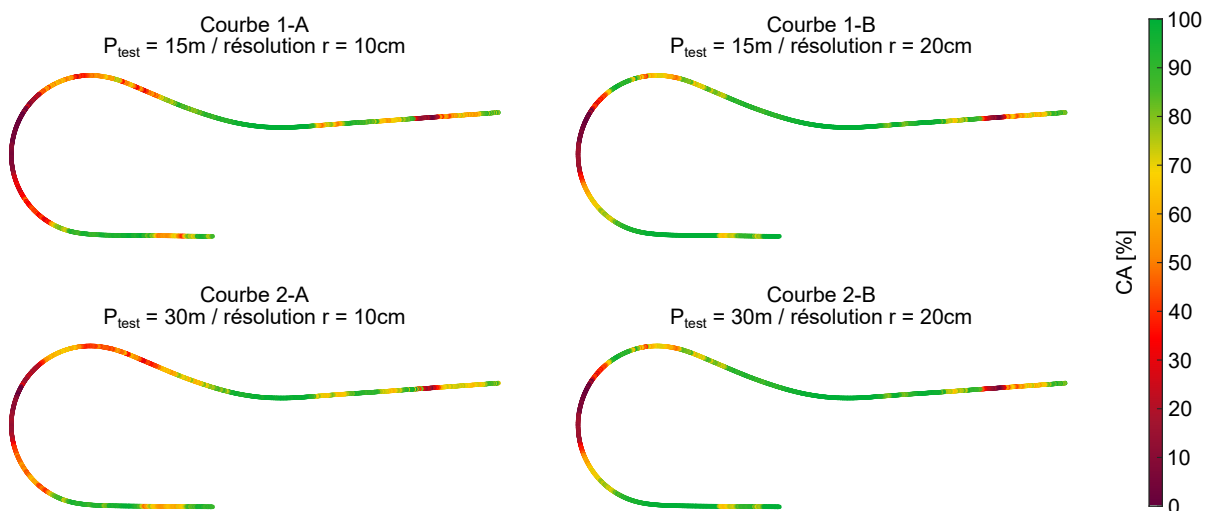 Courbe 1-A
Ptest = 15m / résolution r = 10cm
Courbe 1-B
Ptest = 15m / résolution r = 20cm
Courbe 2-A
Ptest = 30m / résolution r = 10cm
Courbe 2-B
Ptest = 30m / résolution r = 20cm
CA [%]
100
90
80
70
60
50
40
30
20
10
0